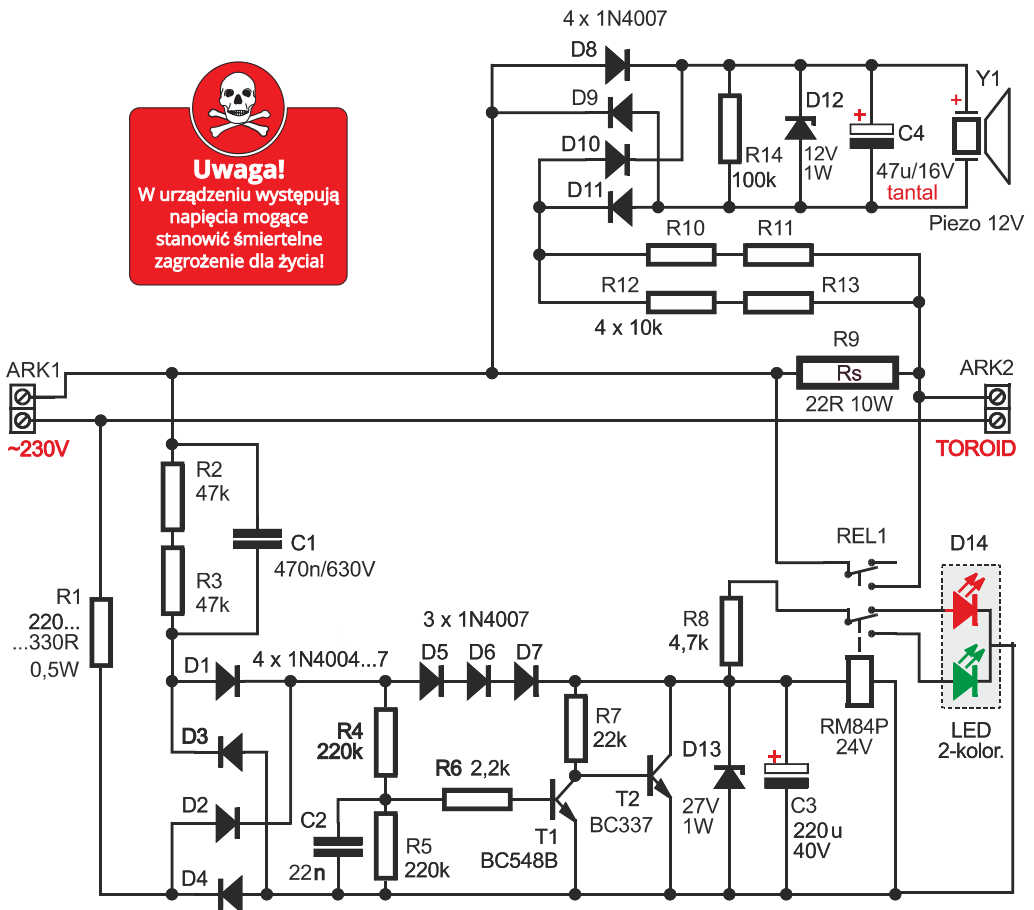 4 x 1N4007
D8
D9
D10
D11
R14
100k
D12
12V
1W
+
C4
47u/16V
tantal
+
Y1
Piezo 12V
Uwaga!
W urządzeniu występują
napięcia mogące
stanowić śmiertelne
zagrożenie dla życia!
R10
R11
R12
R13
4 x 10k
R9
Rs
22R 10W
ARK1
~230V
ARK2
TOROID
R2
47k
R3
47k
C1
470n/630V
R1
220...
...330R
0,5W
REL1
D14
R8
4,7k
3 x 1N4007
D1
4 x 1N4004...7
D5
D6
D7
D3
R4
220k
R7
22k
D13
27V
1W
RM84P
24V
LED
2-kolor.
R6 2,2k
D2
C2
22n
R5
220k
T1
BC548B
T2
BC337
+
C3
220u
40V
D4